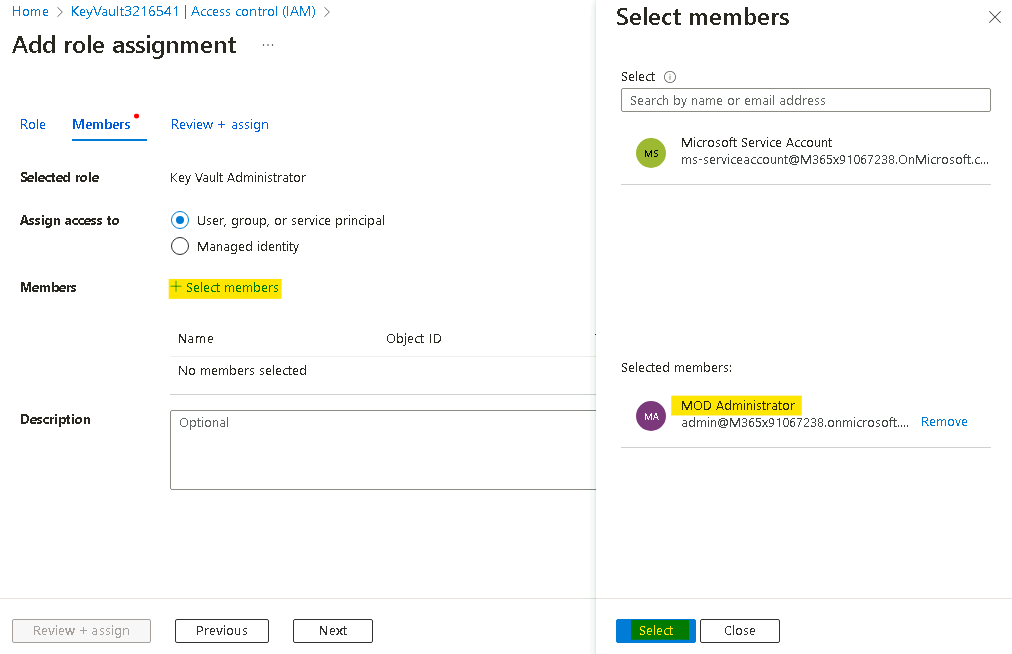 Home > KeyVault3216541 | Access control (IAM) >
Add role assignment ...
Role Members Review + assign
Selected role Key Vault Administrator
Assign access to User, group, or service principal
Managed identity
Members + Select members
Name Object ID
No members selected
Description Optional
Review + assign Previous Next
Select members
Select
Search by name or email address
MS Microsoft Service Account
ms-serviceaccount@M365x91067238.OnMicrosoft.c...
Selected members:
MA MOD Administrator
admin@M365x91067238.onmicrosoft.... Remove
Select Close